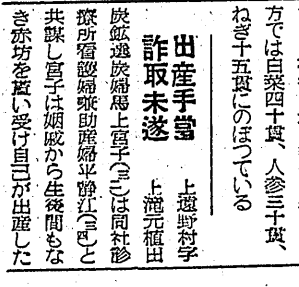 方では白菜四十貫、人参三十貫、
ねぎ十五貫にのぼつている
出産手当
詐取未遂
上遠野村字
上滝元植田
炭鉱選炭婦馬上宮子(三二)は同社診
療所看護婦兼助産婦平静江(三四)と
共謀し宮子は姻戚から生後間もな
き赤坊を貰い受け自己が出産した